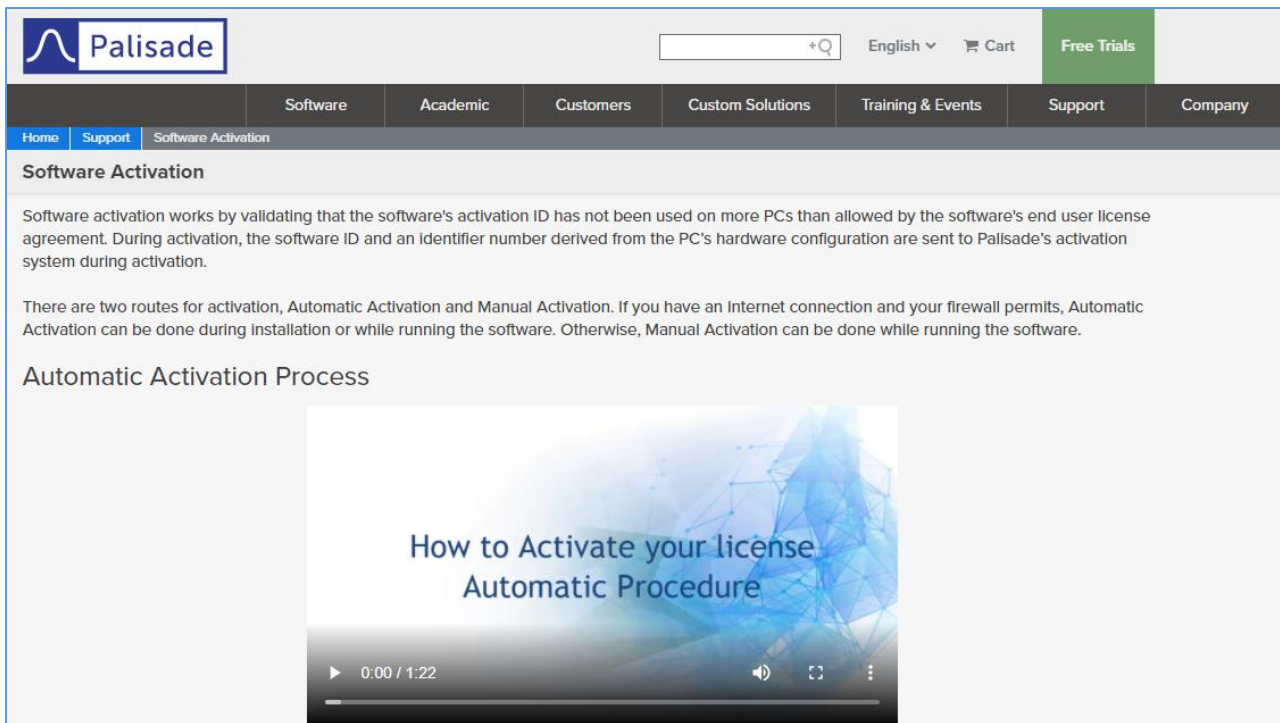 Palisade
English
Cart
Free Trials
Software
Academic
Customers
Custom Solutions
Training & Events
Support
Company
Home
Support
Software Activation
Software Activation
Software activation works by validating that the software's activation ID has not been used on more PCs than allowed by the software's end user license
agreement. During activation, the software ID and an identifier number derived from the PC's hardware configuration are sent to Palisade's activation
system during activation.
There are two routes for activation, Automatic Activation and Manual Activation. If you have an Internet connection and your firewall permits, Automatic
Activation can be done during installation or while running the software. Otherwise, Manual Activation can be done while running the software.
Automatic Activation Process
How to Activate your license
Automatic Procedure
0:00 / 1:22